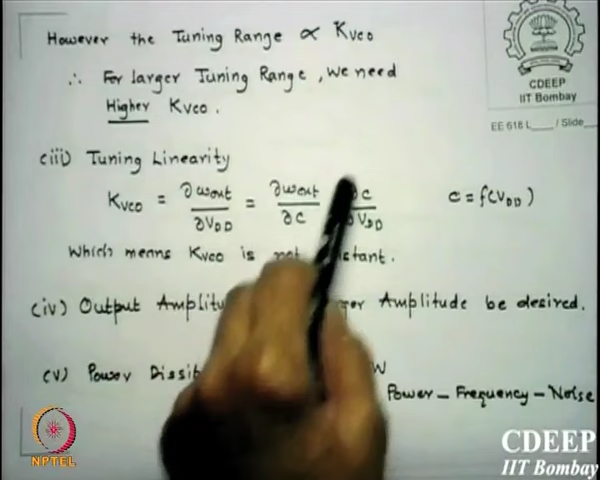 However the Tuning Range ∝ Kvco
∴ For larger Tuning Range, we need
Higher Kvco.
CDEEP
IIT Bombay
EE 618 L___ / Slide
(iii) Tuning Linearity
Kvco = ∂ωout/∂VDD = ∂ωout/∂c ∂c/∂VDD c = f(VDD)
which means Kvco is
(iv) Output Amplitude be desired.
(v) Power
Power - Frequency - Noise
NPTEL
CDEEP
IIT Bombay